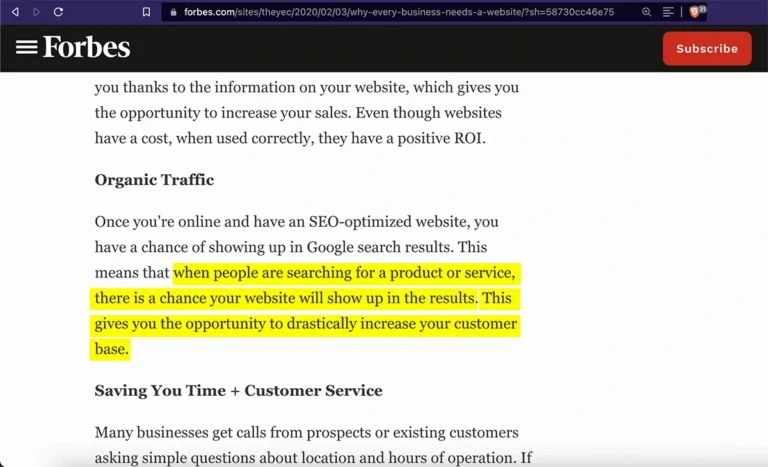 forbes.com/sites/theyec/2020/02/03/why-every-business-needs-a-website/?sh=58730cc46e75
31
Forbes
Subscribe
you thanks to the information on your website, which gives you
the opportunity to increase your sales. Even though websites
have a cost, when used correctly, they have a positive ROI.
Organic Traffic
Once you're online and have an SEO-optimized website, you
have a chance of showing up in Google search results. This
means that when people are searching for a product or service,
there is a chance your website will show up in the results. This
gives you the opportunity to drastically increase your customer
base.
Saving You Time + Customer Service
Many businesses get calls from prospects or existing customers
asking simple questions about location and hours of operation. If